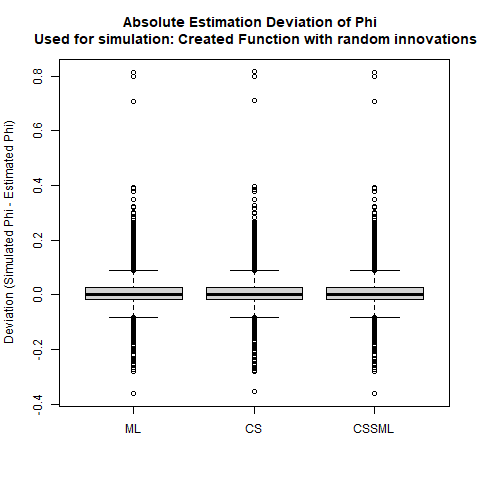 Absolute Estimation Deviation of Phi
Used for simulation: Created Function with random innovations
Deviation (Simulated Phi - Estimated Phi)
0.8
0.6
0.4
0.2
0.0
-0.2
-0.4
ML CS CSSML